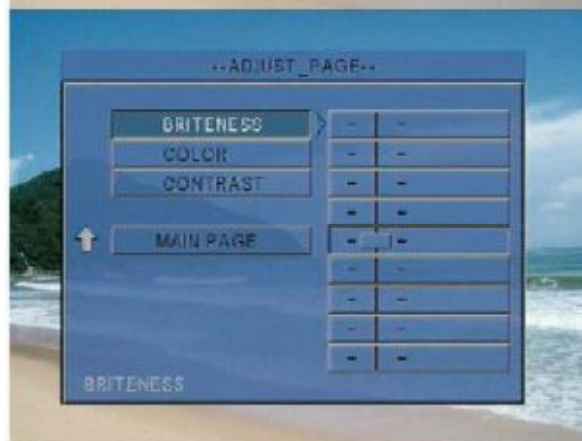 --ADJUST_PAGE--
BRITENESS
COLOR
CONTRAST
MAIN PAGE
BRITENESS